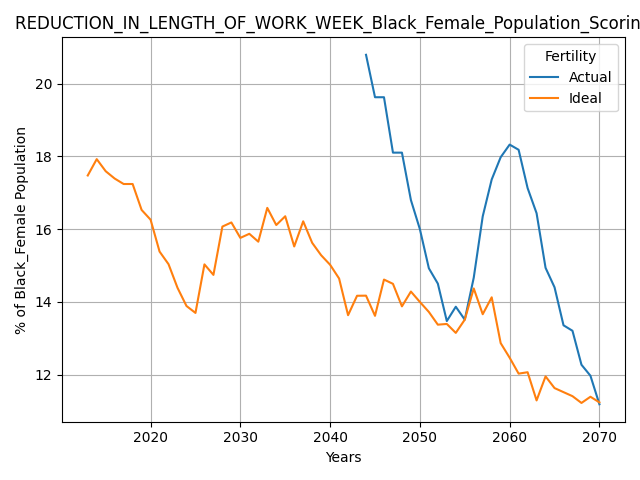 REDUCTION_IN_LENGTH_OF_WORK_WEEK_Black_Female_Population_Scorin
% of Black_Female Population
20
18
16
14
12
Fertility
Actual
Ideal
2020 2030 2040 2050 2060 2070
Years